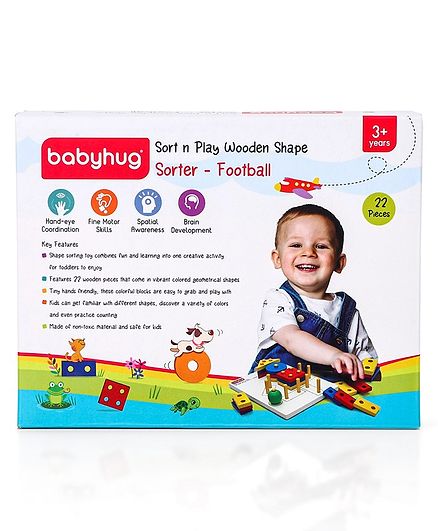 babyhug®
Sort n Play Wooden Shape
Sorter - Football
3+
years
22
Pieces
Hand-eye
Coordination
Fine Motor
Skills
Spatial
Awareness
Brain
Development
Key Features
Shape sorting toy combines fun and learning into one creative activity
for toddlers to enjoy
Features 22 wooden pieces that come in vibrant colored geometrical shapes
Tiny hands friendly, these colorful blocks are easy to grab and play with
Kids can get familiar with different shapes, discover a variety of colors
and even practice counting
Made of non-toxic material and safe for kids